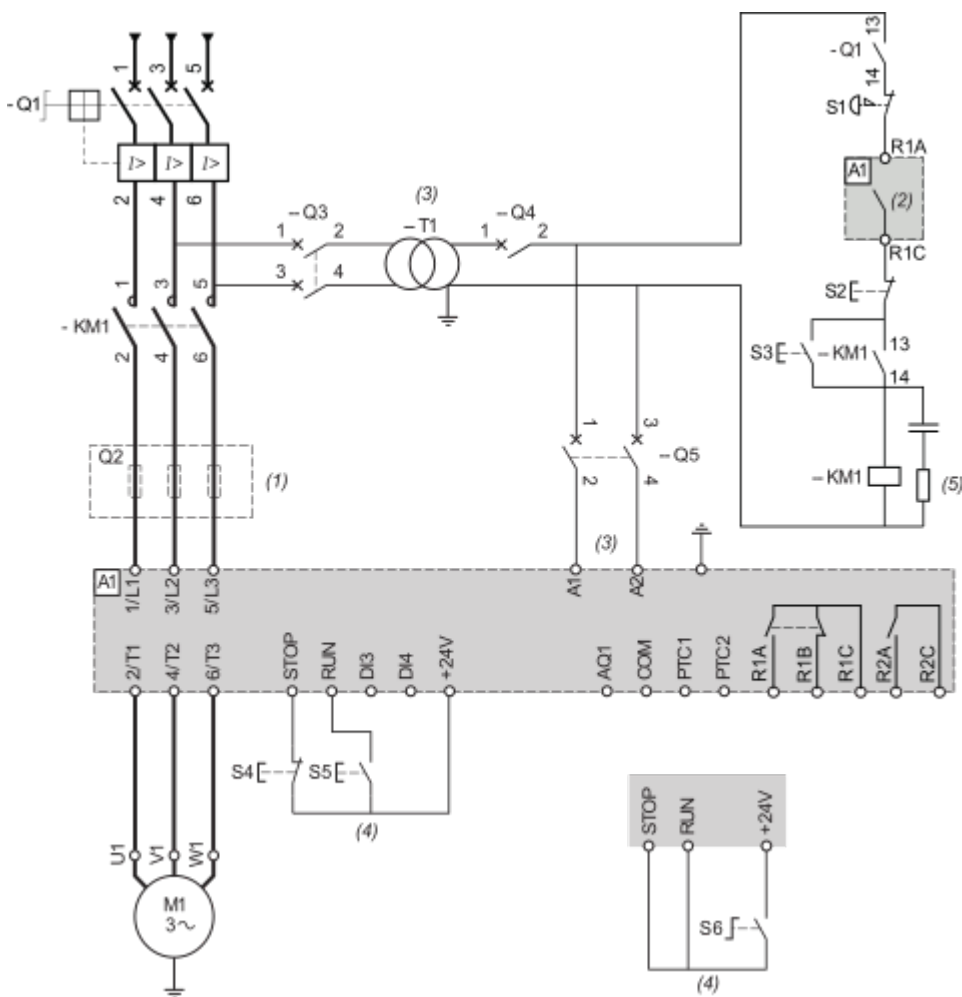 1 3 5
-Q1
I> I> I>
2 4 6
(3)
-Q3 -T1 -Q4
1 2 1 2
3 4
13
-Q1
14
S1
R1A
A1
(2)
R1C
S2
S3 -KM1 13
14
-KM1 (5)
1 3 5
-KM1
2 4 6
1 3
-Q5
2 4
(3)
Q2
(1)
A1
1/L1 3/L2 5/L3 A1 A2
2/T1 4/T2 6/T3 STOP RUN DI3 DI4 +24V AQ1 COM PTC1 PTC2 R1A R1B R1C R2A R2C
S4 S5
(4)
STOP RUN +24V
S6
(4)
U1 V1 W1
M1
3~